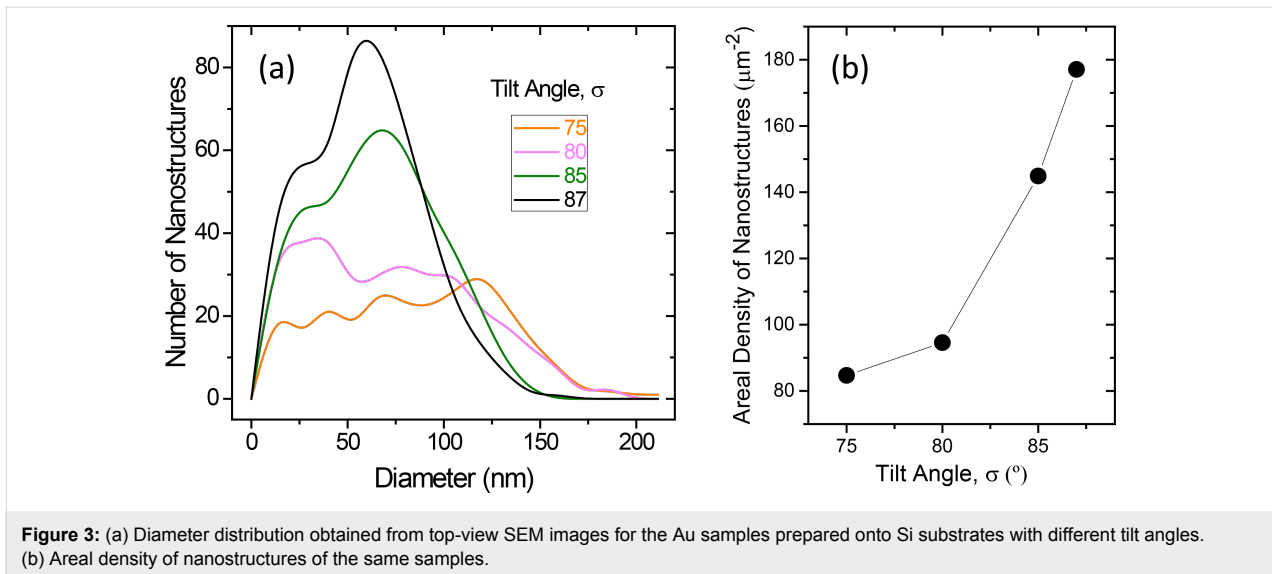 (a)
Number of Nanostructures
80
60
40
20
0
0
50
100
150
200
Diameter (nm)
Tilt Angle, σ
75
80
85
87
(b)
Areal Density of Nanostructures (μm⁻²)
180
160
140
120
100
80
75
80
85
Tilt Angle, σ (º)
Figure 3: (a) Diameter distribution obtained from top-view SEM images for the Au samples prepared onto Si substrates with different tilt angles.
(b) Areal density of nanostructures of the same samples.